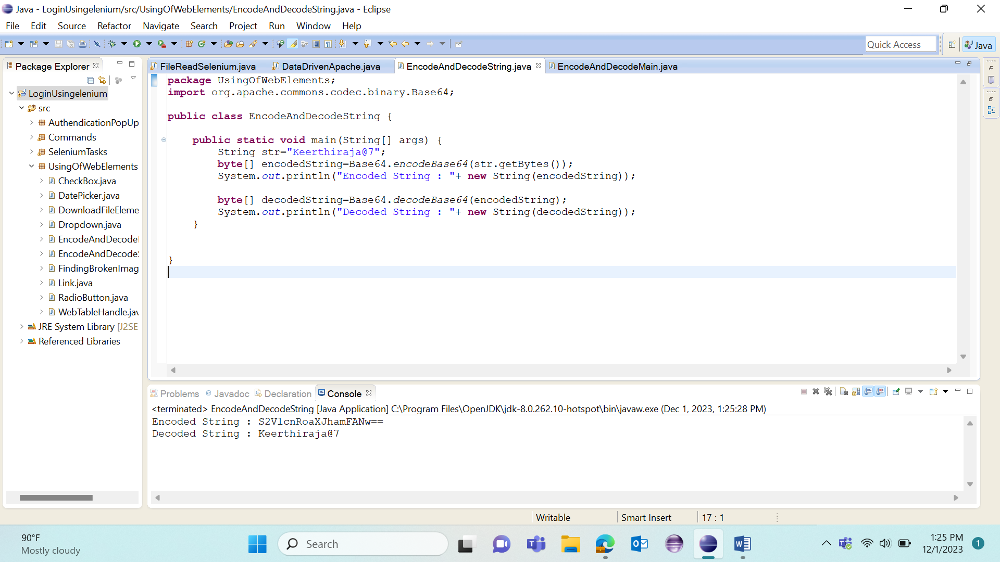 Java - LoginUsingelenium/src/UsingOfWebElements/EncodeAndDecodeString.java - Eclipse
File Edit Source Refactor Navigate Search Project Run Window Help
Quick Access
Java
Package Explorer
FileReadSelenium.java DataDrivenApache.java EncodeAndDecodeString.java EncodeAndDecodeMain.java
LoginUsingelenium
src
AuthendicationPopUp
Commands
SeleniumTasks
UsingOfWebElements
CheckBox.java
DatePicker.java
DownloadFileEleme
Dropdown.java
EncodeAndDecode
EncodeAndDecode
FindingBrokenImag
Link.java
RadioButton.java
WebTableHandle.jav
JRE System Library [J2SE
Referenced Libraries
package UsingOfWebElements;
import org.apache.commons.codec.binary.Base64;
public class EncodeAndDecodeString {
public static void main(String[] args) {
String str="Keerthiraja@7";
byte[] encodedString=Base64.encodeBase64(str.getBytes());
System.out.println("Encoded String : "+ new String(encodedString));
byte[] decodedString=Base64.decodeBase64(encodedString);
System.out.println("Decoded String : "+ new String(decodedString));
}
}
Problems @ Javadoc Declaration Console
<terminated> EncodeAndDecodeString [Java Application] C:\Program Files\OpenJDK\jdk-8.0.262.10-hotspot\bin\javaw.exe (Dec 1, 2023, 1:25:28 PM)
Encoded String : S2VlcnRoaXJhamFANw==
Decoded String : Keerthiraja@7
Writable Smart Insert 17 : 1
90°F
Mostly cloudy
Search
1:25 PM
12/1/2023
1